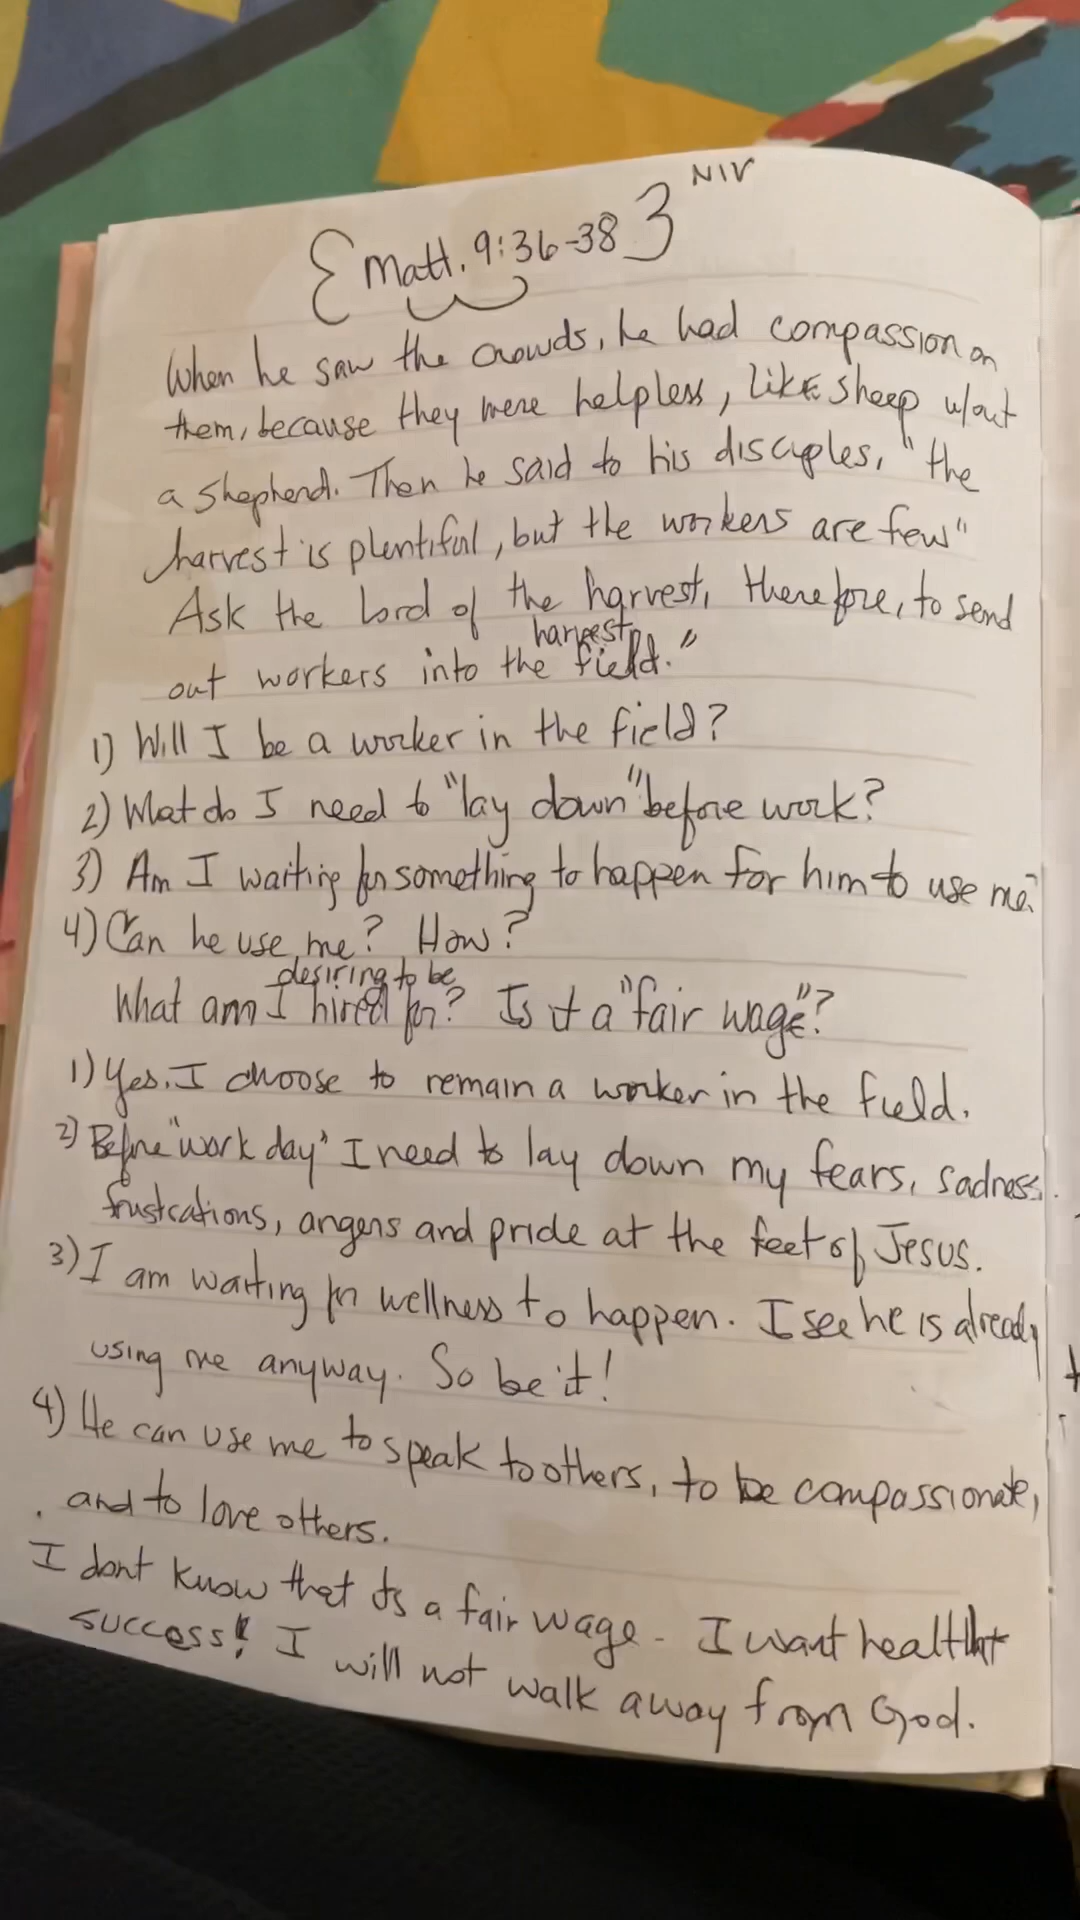 { Matt. 9:36-38 } NIV
When he saw the crowds, he had compassion on
them, because they were helpless, like sheep w/out
a shepherd. Then he said to his disciples, "the
harvest is plentiful, but the workers are few"
Ask the Lord of the harvest, therefore, to send
harvest
out workers into the field."
1) Will I be a worker in the field?
2) What do I need to "lay down" before work?
3) Am I waiting for something to happen for him to use me?
4) Can he use me? How?
desiring to be
What am I hired for? Is it a "fair wage"?
1) Yes. I choose to remain a worker in the field.
2) Before "work day" I need to lay down my fears, sadness,
frustrations, angers and pride at the feet of Jesus.
3) I am waiting for wellness to happen. I see he is already
using me anyway. So be it!
4) He can use me to speak to others, to be compassionate,
and to love others.
I dont know that its a fair wage - I want health
success! I will not walk away from God.